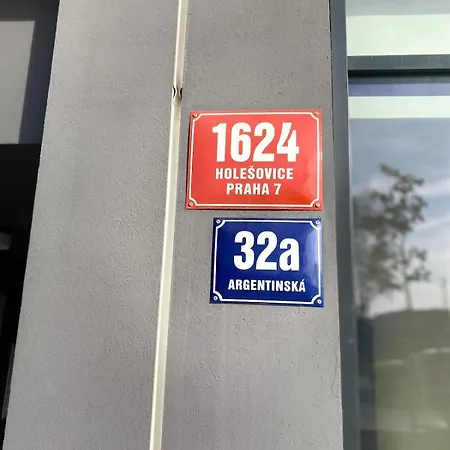 1624
HOLEŠOVICE
PRAHA 7
32a
ARGENTINSKÁ